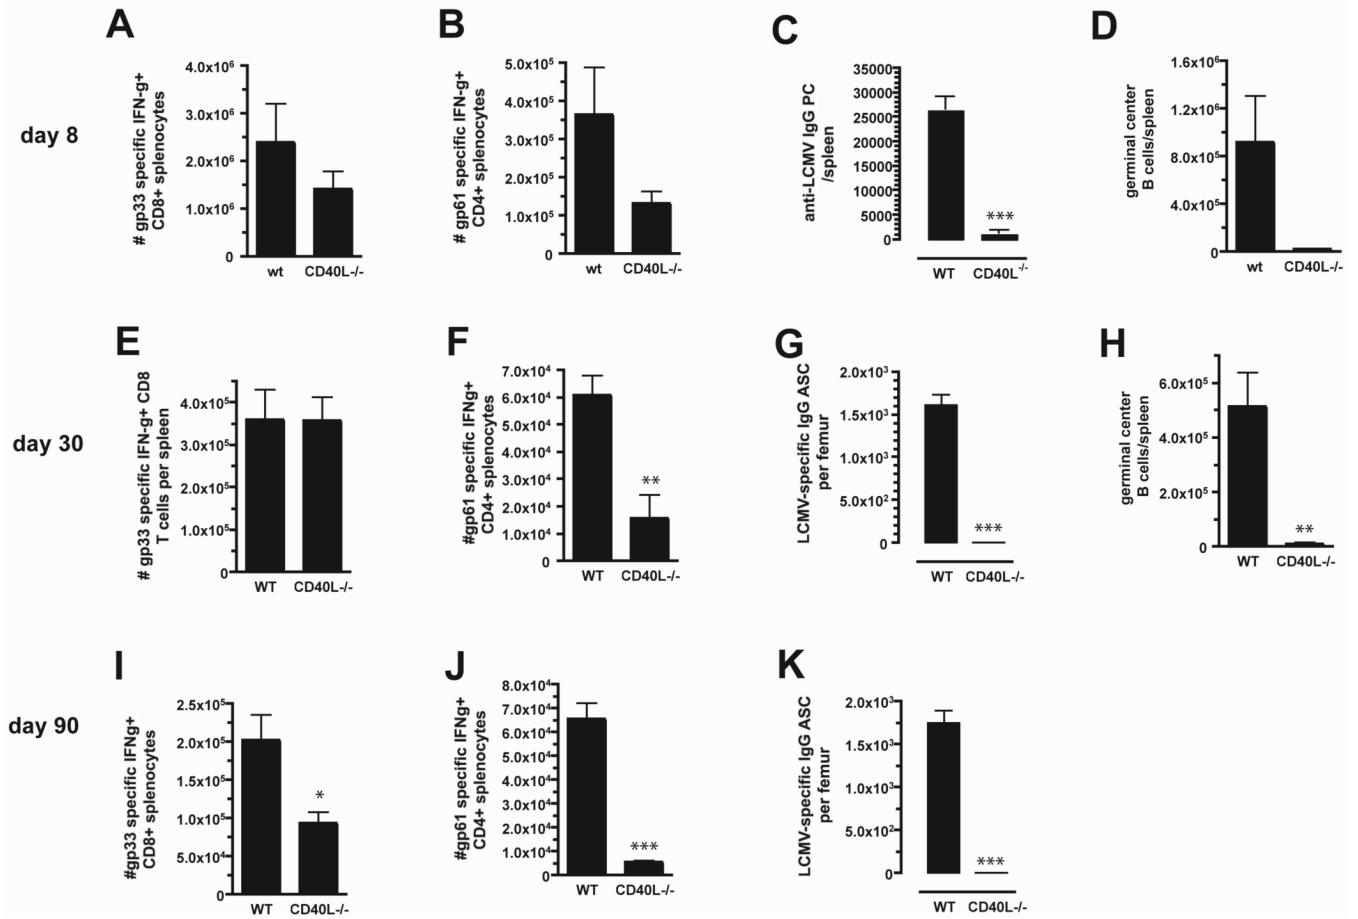 A
B
C
D
day 8
# gp33 specific IFN-g+
CD8+ splenocytes
4.0x10⁶
3.0x10⁶
2.0x10⁶
1.0x10⁶
0
wt CD40L-/-
# gp61 specific IFN-g+
CD4+ splenocytes
5.0x10⁵
4.0x10⁵
3.0x10⁵
2.0x10⁵
1.0x10⁵
0
wt CD40L-/-
anti-LCMV IgG PC
/spleen
35000
30000
25000
20000
15000
10000
5000
0
***
WT CD40L⁻/⁻
germinal center
B cells/spleen
1.6x10⁶
1.2x10⁶
8.0x10⁵
4.0x10⁵
0
wt CD40L-/-
E
F
G
H
day 30
# gp33 specific IFN-g+ CD8
T cells per spleen
4.0x10⁵
3.0x10⁵
2.0x10⁵
1.0x10⁵
0
WT CD40L-/-
#gp61 specific IFNg+
CD4+ splenocytes
7.0x10⁴
6.0x10⁴
5.0x10⁴
4.0x10⁴
3.0x10⁴
2.0x10⁴
1.0x10⁴
0
**
WT CD40L-/-
LCMV-specific IgG ASC
per femur
2.0x10³
1.5x10³
1.0x10³
5.0x10²
0
***
WT CD40L-/-
germinal center
B cells/spleen
6.0x10⁵
4.0x10⁵
2.0x10⁵
0
**
WT CD40L-/-
I
J
K
day 90
#gp33 specific IFNg+
CD8+ splenocytes
2.5x10⁵
2.0x10⁵
1.5x10⁵
1.0x10⁵
5.0x10⁴
0
*
WT CD40L-/-
#gp61 specific IFNg+
CD4+ splenocytes
8.0x10⁴
7.0x10⁴
6.0x10⁴
5.0x10⁴
4.0x10⁴
3.0x10⁴
2.0x10⁴
1.0x10⁴
0
***
WT CD40L-/-
LCMV-specific IgG ASC
per femur
2.0x10³
1.5x10³
1.0x10³
5.0x10²
0
***
WT CD40L-/-